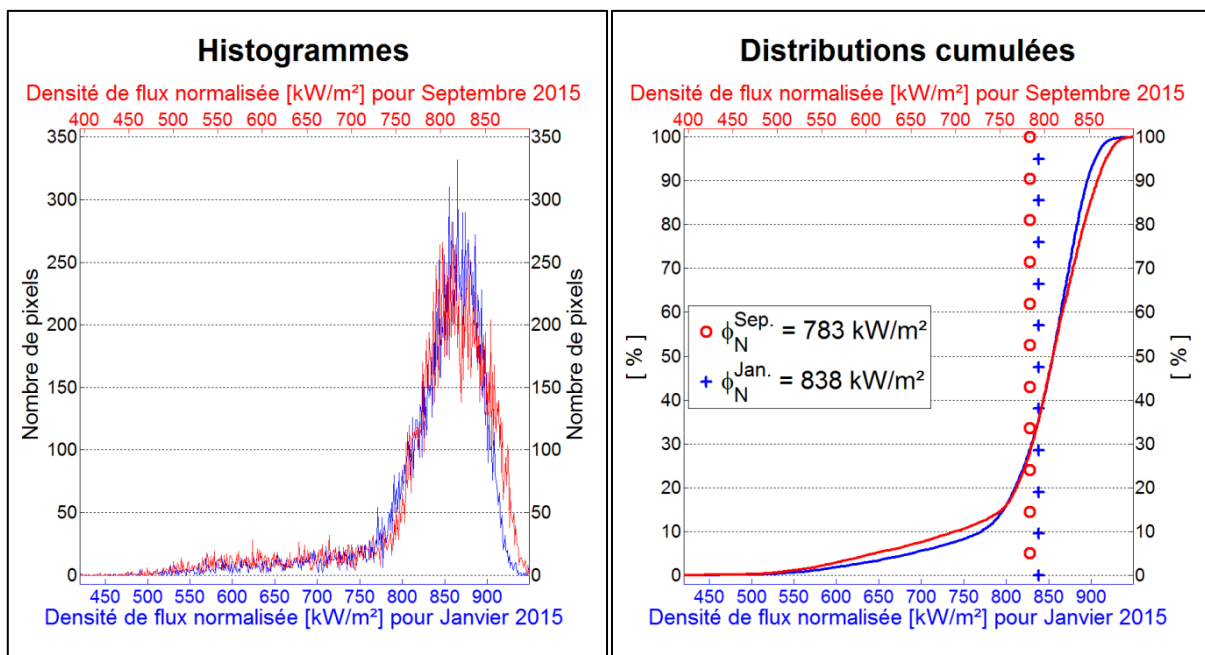 Histogrammes
Densité de flux normalisée [kW/m²] pour Septembre 2015
400 450 500 550 600 650 700 750 800 850
350 350
300 300
250 250
200 200
150 150
100 100
50 50
0 0
Nombre de pixels
Nombre de pixels
450 500 550 600 650 700 750 800 850 900
Densité de flux normalisée [kW/m²] pour Janvier 2015
Distributions cumulées
Densité de flux normalisée [kW/m²] pour Septembre 2015
400 450 500 550 600 650 700 750 800 850
100 100
90 90
80 80
70 70
60 60
50 50
40 40
30 30
20 20
10 10
0 0
[ % ]
[ % ]
ϕ_N^Sep. = 783 kW/m²
ϕ_N^Jan. = 838 kW/m²
450 500 550 600 650 700 750 800 850 900
Densité de flux normalisée [kW/m²] pour Janvier 2015